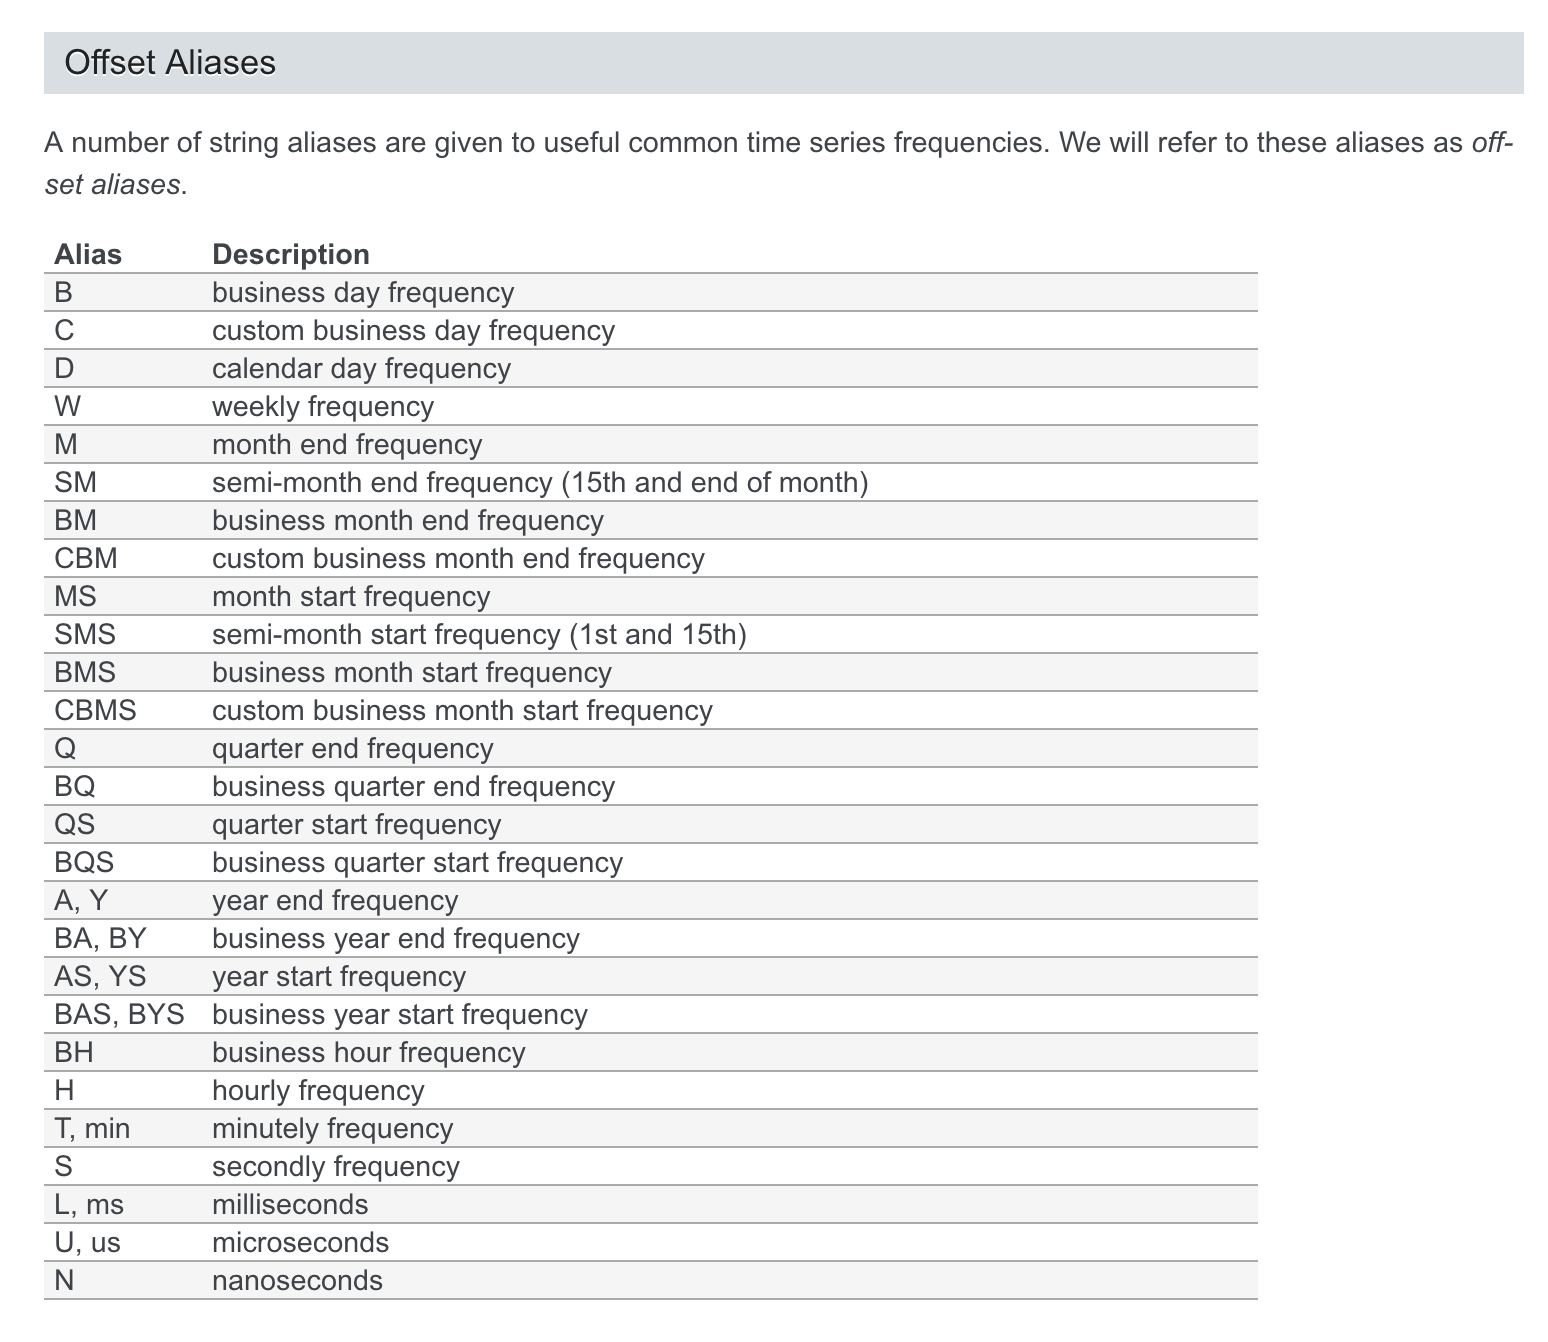 Offset Aliases
A number of string aliases are given to useful common time series frequencies. We will refer to these aliases as off-
set aliases.
Alias Description
B business day frequency
C custom business day frequency
D calendar day frequency
W weekly frequency
M month end frequency
SM semi-month end frequency (15th and end of month)
BM business month end frequency
CBM custom business month end frequency
MS month start frequency
SMS semi-month start frequency (1st and 15th)
BMS business month start frequency
CBMS custom business month start frequency
Q quarter end frequency
BQ business quarter end frequency
QS quarter start frequency
BQS business quarter start frequency
A, Y year end frequency
BA, BY business year end frequency
AS, YS year start frequency
BAS, BYS business year start frequency
BH business hour frequency
H hourly frequency
T, min minutely frequency
S secondly frequency
L, ms milliseconds
U, us microseconds
N nanoseconds